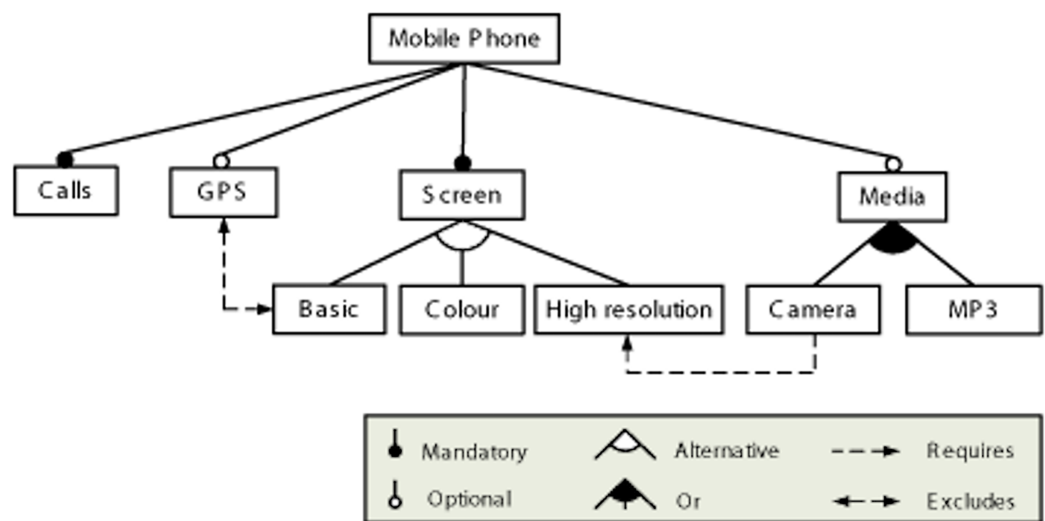 Mobile Phone
Calls
GPS
Screen
Media
Basic
Colour
High resolution
Camera
MP3
Mandatory
Alternative
Requires
Optional
Or
Excludes